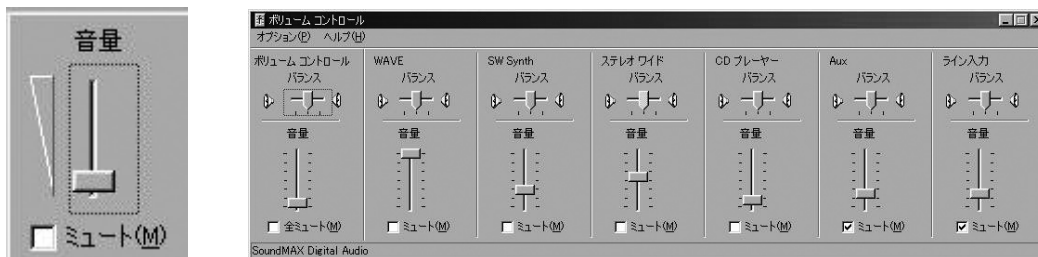 音量
ミュート(M)
ボリューム コントロール
オプション(P) ヘルプ(H)
ボリューム コントロール WAVE SW Synth ステレオ ワイド CD プレーヤー Aux ライン入力
バランス バランス バランス バランス バランス バランス バランス
音量 音量 音量 音量 音量 音量 音量
全ミュート(M) ミュート(M) ミュート(M) ミュート(M) ミュート(M) ミュート(M) ミュート(M)
SoundMAX Digital Audio